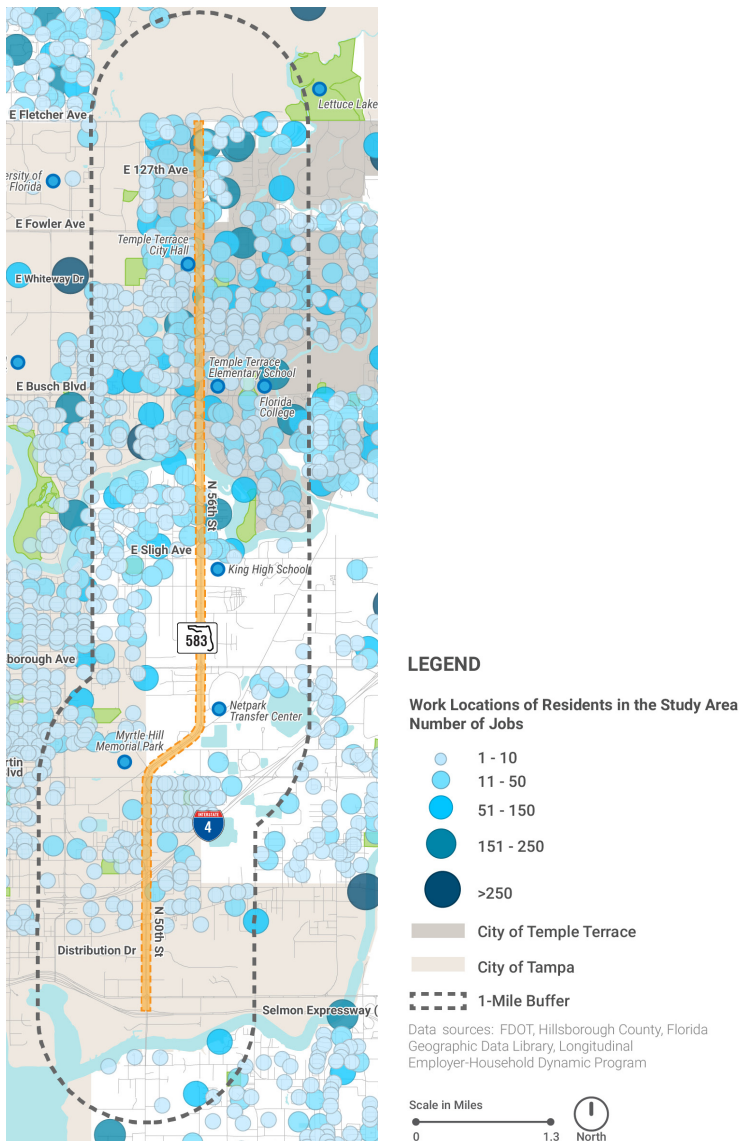 E Fletcher Ave
Lettuce Lake
E 127th Ave
ersity of
Florida
E Fowler Ave
Temple Terrace
City Hall
E Whiteway Dr
Temple Terrace
Elementary School
E Busch Blvd
Florida
College
N 56th St
E Sligh Ave
King High School
583
borough Ave
Netpark
Transfer Center
Myrtle Hill
Memorial Park
rtin
lvd
INTERSTATE
4
N 50th St
Distribution Dr
Selmon Expressway (
LEGEND
Work Locations of Residents in the Study Area
Number of Jobs
1 - 10
11 - 50
51 - 150
151 - 250
>250
City of Temple Terrace
City of Tampa
1-Mile Buffer
Data sources: FDOT, Hillsborough County, Florida
Geographic Data Library, Longitudinal
Employer-Household Dynamic Program
Scale in Miles
0 1.3
North